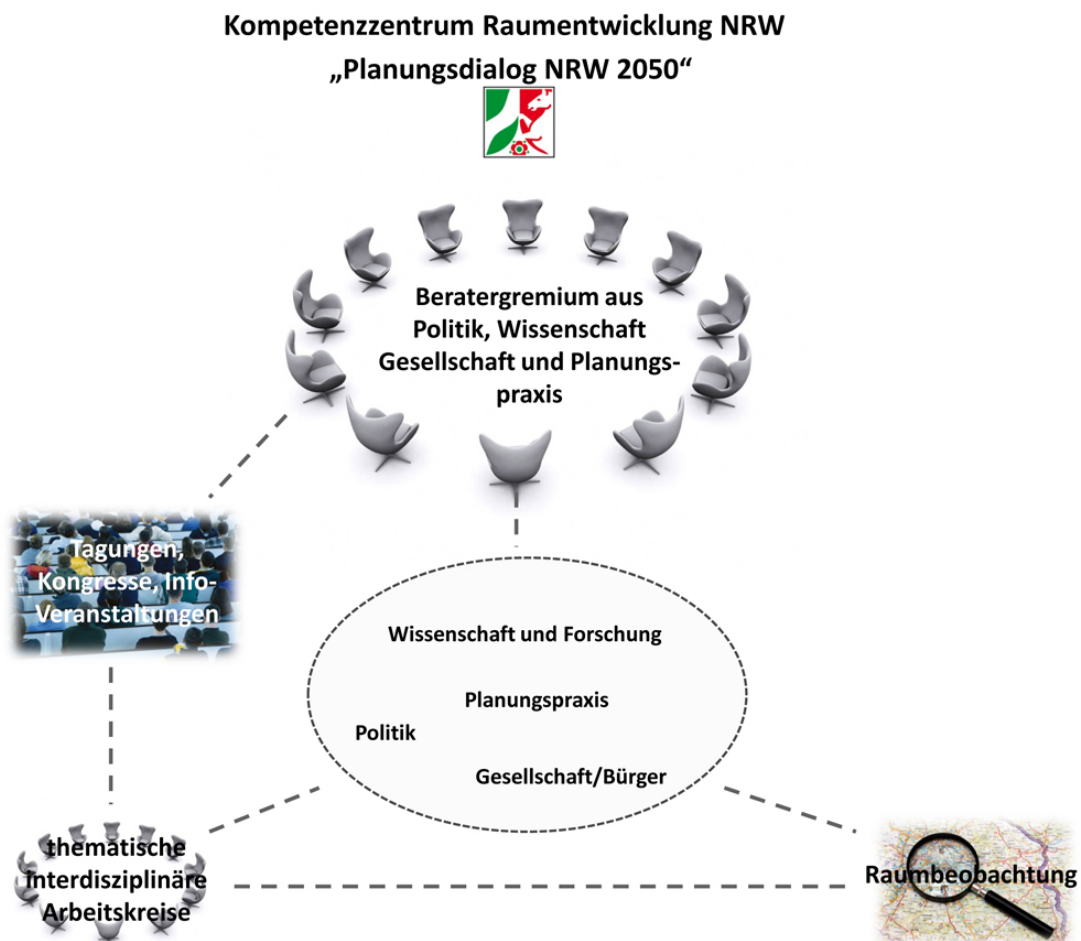 Kompetenzzentrum Raumentwicklung NRW
„Planungsdialog NRW 2050“
Beratergremium aus
Politik, Wissenschaft
Gesellschaft und Planungs-
praxis
Tagungen,
Kongresse, Info-
Veranstaltungen
Wissenschaft und Forschung
Planungspraxis
Politik
Gesellschaft/Bürger
thematische
interdisziplinäre
Arbeitskreise
Raumbeobachtung